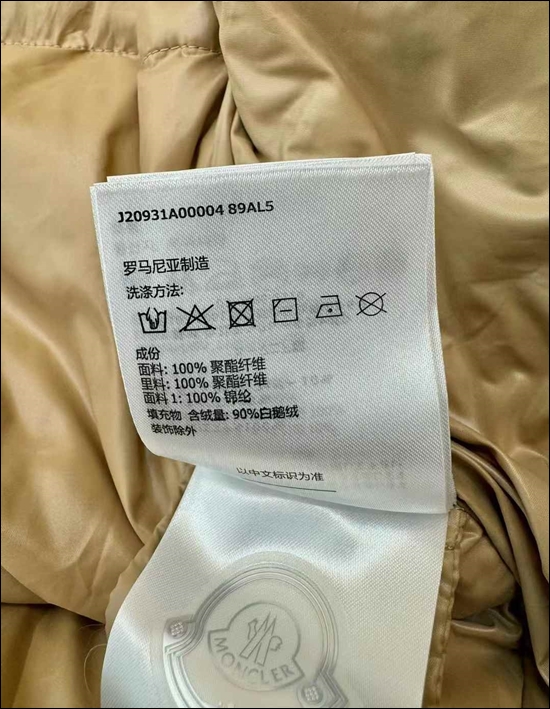 J20931A00004 89AL5
罗马尼亚制造
洗涤方法:
成份
面料: 100% 聚酯纤维
里料: 100% 聚酯纤维
面料 1: 100% 锦纶
填充物 含绒量: 90%白鹅绒
装饰除外
以中文标识为准
MONCLER